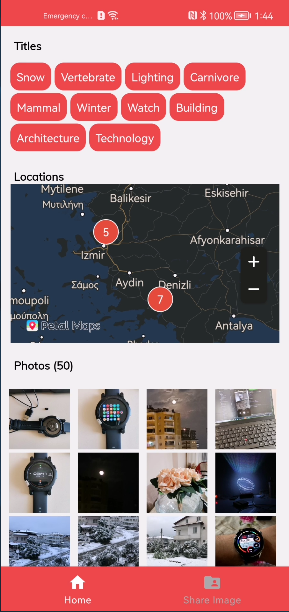 Emergency c... 100% 1:44
Titles
Snow Vertebrate Lighting Carnivore
Mammal Winter Watch Building
Architecture Technology
Locations
Mytilene
Μυτιλήνη
Balıkesir
Eskisehir
5
Afyonkarahisar
Izmir
Σάμος
Aydin
Denizli
7
moupoli
μούπολη
Antalya
Petal Maps
+
−
Photos (50)
Home Share Image